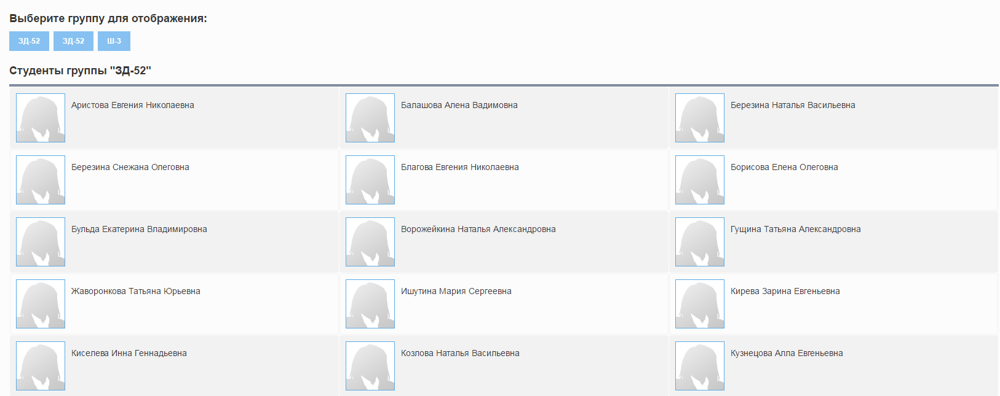 Выберите группу для отображения:
ЗД-52 ЗД-52 Ш-3
Студенты группы "ЗД-52"
Аристова Евгения Николаевна Балашова Алена Вадимовна Березина Наталья Васильевна
Березина Снежана Олеговна Благова Евгения Николаевна Борисова Елена Олеговна
Бульда Екатерина Владимировна Ворожейкина Наталья Александровна Гущина Татьяна Александровна
Жаворонкова Татьяна Юрьевна Ишутина Мария Сергеевна Кирева Зарина Евгеньевна
Киселева Инна Геннадьевна Козлова Наталья Васильевна Кузнецова Алла Евгеньевна